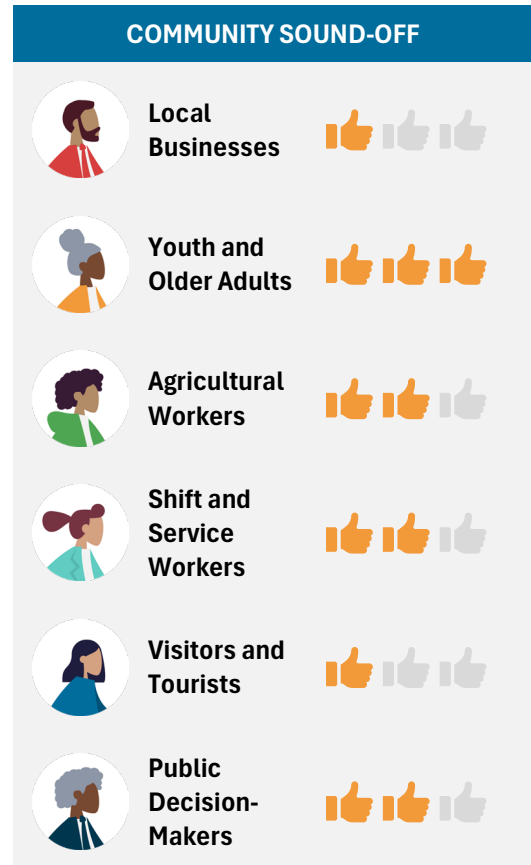 COMMUNITY SOUND-OFF
Local
Businesses
Youth and
Older Adults
Agricultural
Workers
Shift and
Service
Workers
Visitors and
Tourists
Public
Decision-
Makers